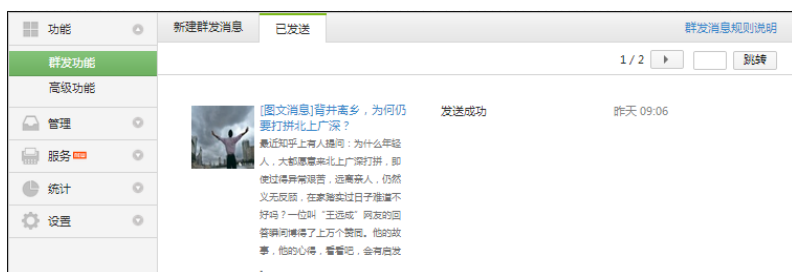 功能
群发功能
高级功能
管理
服务 New
统计
设置
新建群发消息 已发送 群发消息规则说明
1 / 2 跳转
[图文消息]背井离乡，为何仍
要打拼北上广深？
最近知乎上有人提问：为什么年轻
人，大都愿意来北上广深打拼，即
使过得异常艰苦，远离亲人，仍然
义无反顾，在家踏实过日子难道不
好吗？一位叫“王远成”网友的回
答瞬间博得了上万个赞同。他的故
事，他的心得，看看吧，会有启发
。
发送成功
昨天 09:06